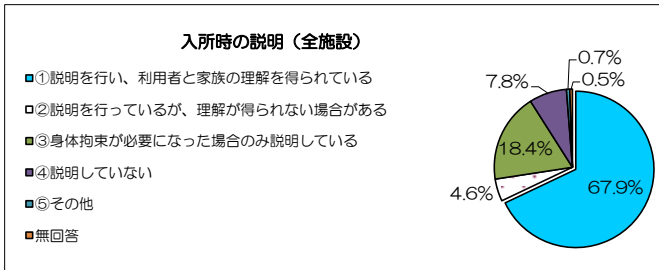 入所時の説明（全施設）
①説明を行い、利用者と家族の理解を得られている
②説明を行っているが、理解が得られない場合がある
③身体拘束が必要になった場合のみ説明している
④説明していない
⑤その他
無回答
0.7%
0.5%
7.8%
18.4%
4.6%
67.9%